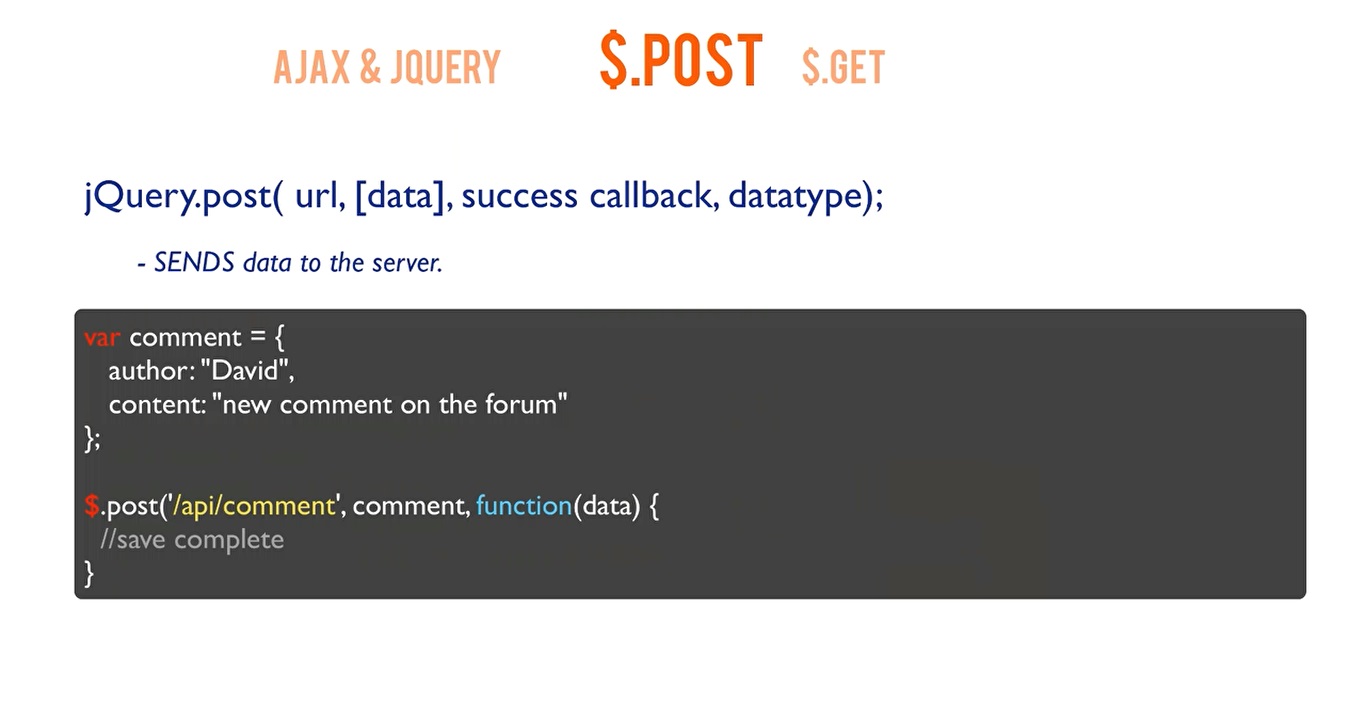 AJAX & JQUERY $.POST $.GET
jQuery.post( url, [data], success callback, datatype);
- SENDS data to the server.
var comment = {
author: "David",
content: "new comment on the forum"
};
$.post('/api/comment', comment, function(data) {
//save complete
}